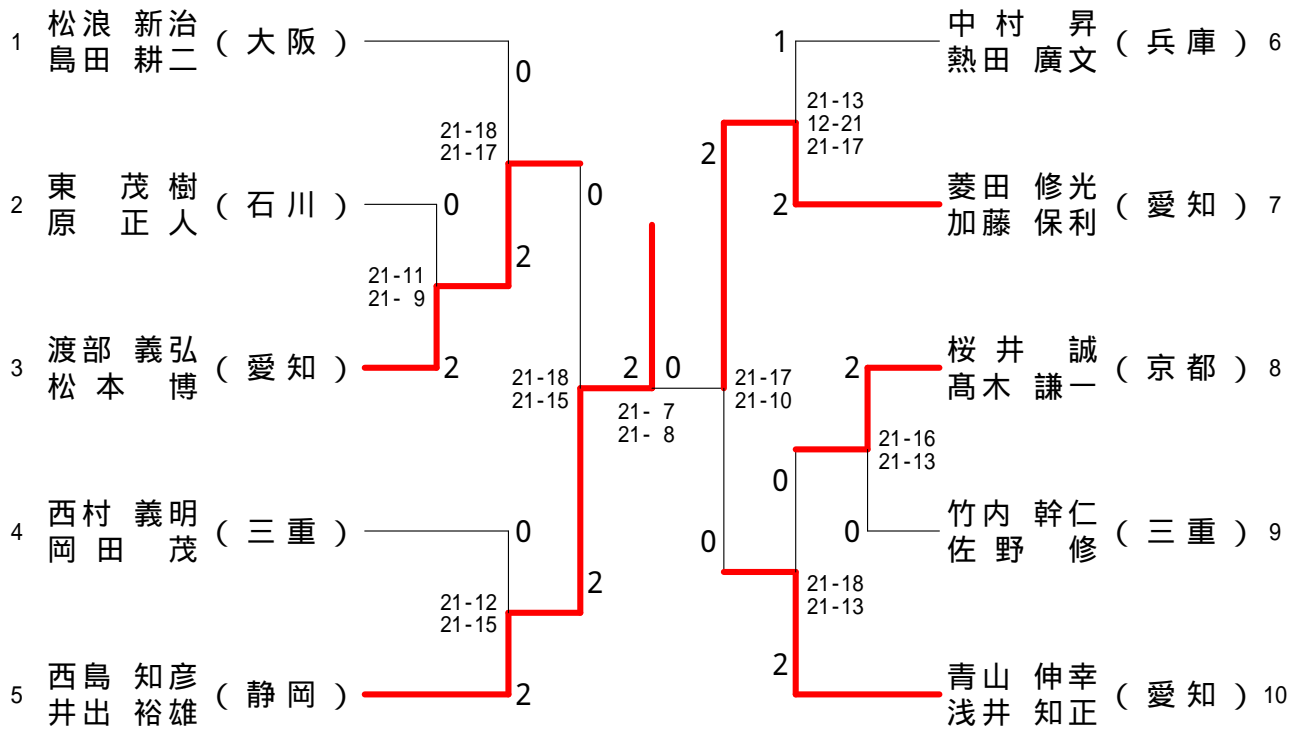 1 松浪 新治 (大阪)
島田 耕二
0
21-18
21-17
2 東 茂樹 (石川)
原 正人
0
2
21-11
21- 9
3 渡部 義弘 (愛知)
松本 博
2
0
21-18
21-15
4 西村 義明 (三重)
岡田 茂
0
2
21-12
21-15
5 西島 知彦 (静岡)
井出 裕雄
2
2 0
21- 7
21- 8
1
中村 昇 (兵庫) 6
熱田 廣文
21-13
12-21
21-17
2
2
菱田 修光 (愛知) 7
加藤 保利
21-17
21-10
2
桜井 誠 (京都) 8
髙木 謙一
21-16
21-13
0
0
竹内 幹仁 (三重) 9
佐野 修
0
21-18
21-13
2
青山 伸幸 (愛知) 10
浅井 知正